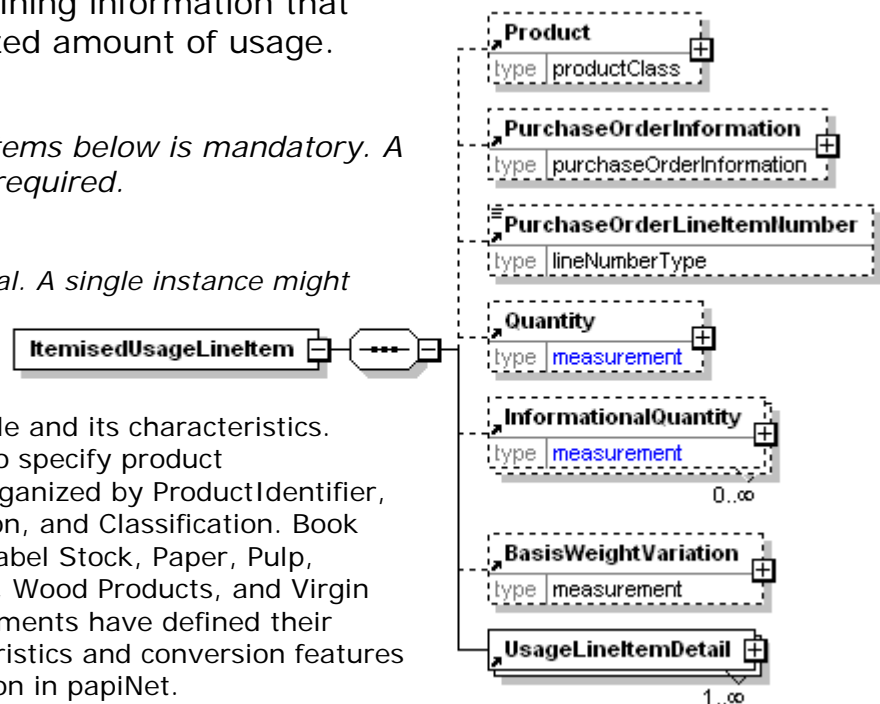 ining information that
ted amount of usage.
tems below is mandatory. A
required.
al. A single instance might
le and its characteristics.
o specify product
ganized by ProductIdentifier,
on, and Classification. Book
abel Stock, Paper, Pulp,
, Wood Products, and Virgin
ments have defined their
ristics and conversion features
on in papiNet.
ItemisedUsageLineItem
Product
type productClass
PurchaseOrderInformation
type purchaseOrderInformation
PurchaseOrderLineItemNumber
type lineNumberType
Quantity
type measurement
InformationalQuantity
type measurement
0..∞
BasisWeightVariation
type measurement
UsageLineItemDetail
1..∞